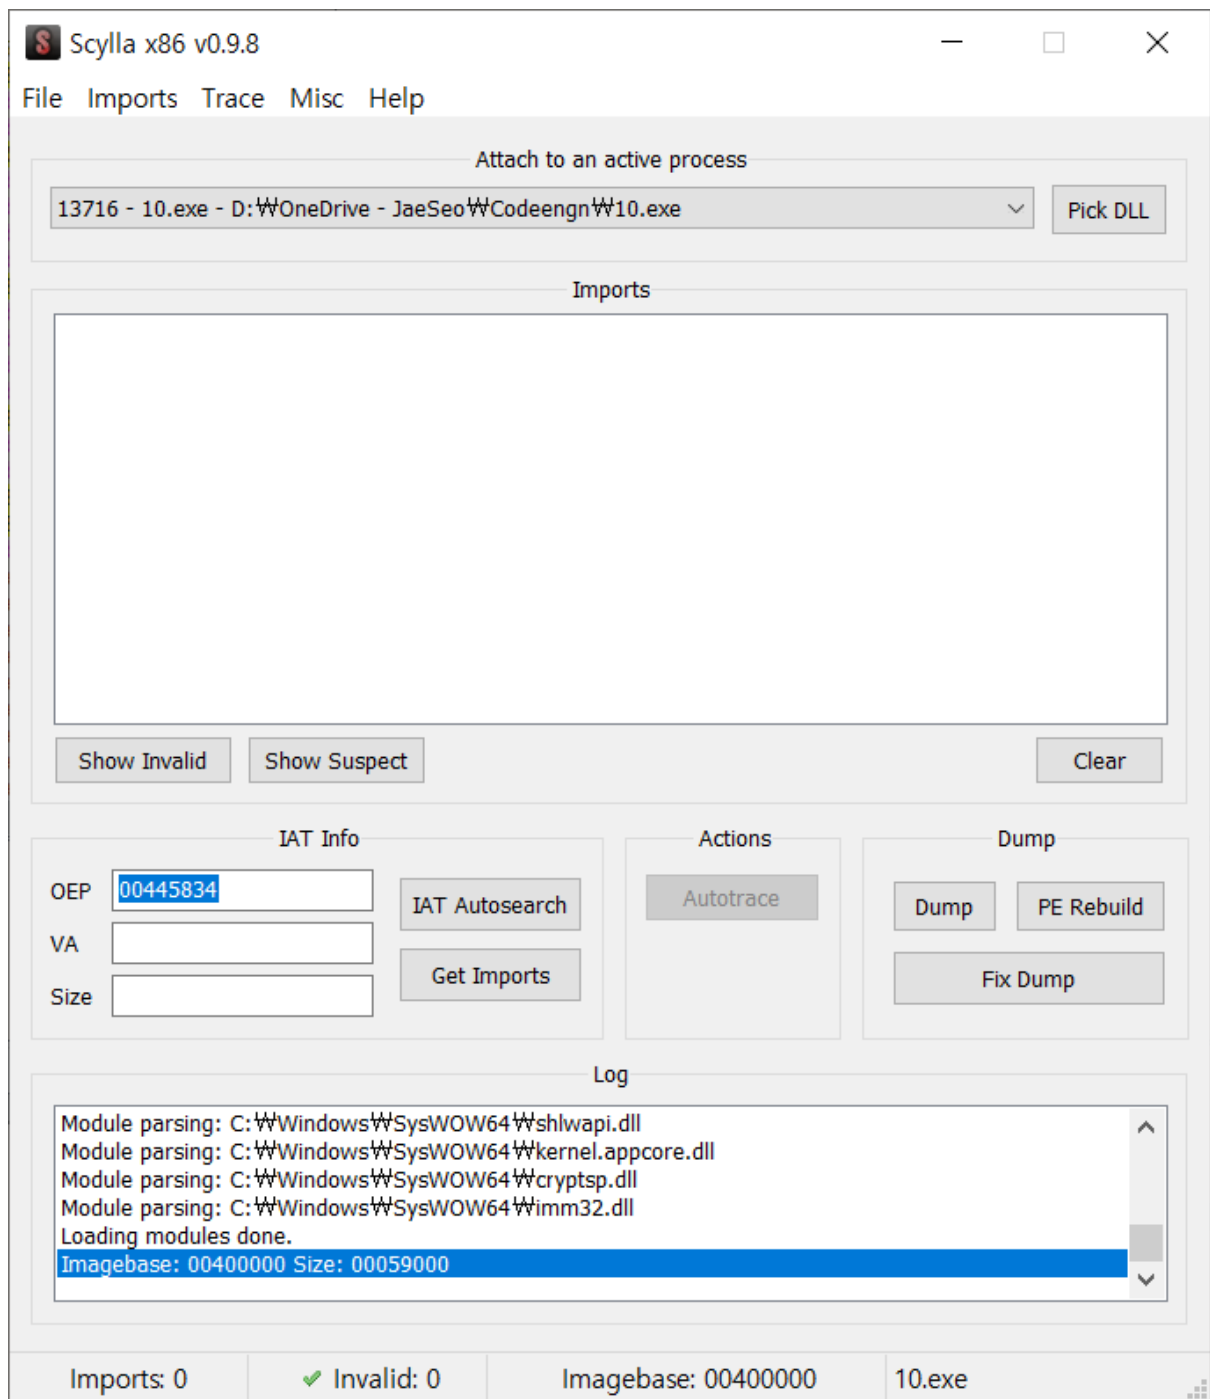 Scylla x86 v0.9.8
File Imports Trace Misc Help
Attach to an active process
13716 - 10.exe - D:₩OneDrive - JaeSeo₩Codeengn₩10.exe
Pick DLL
Imports
Show Invalid
Show Suspect
Clear
IAT Info
OEP 00445834
VA
Size
IAT Autosearch
Get Imports
Actions
Autotrace
Dump
Dump
PE Rebuild
Fix Dump
Log
Module parsing: C:₩Windows₩SysWOW64₩shlwapi.dll
Module parsing: C:₩Windows₩SysWOW64₩kernel.appcore.dll
Module parsing: C:₩Windows₩SysWOW64₩cryptsp.dll
Module parsing: C:₩Windows₩SysWOW64₩imm32.dll
Loading modules done.
Imagebase: 00400000 Size: 00059000
Imports: 0
Invalid: 0
Imagebase: 00400000
10.exe